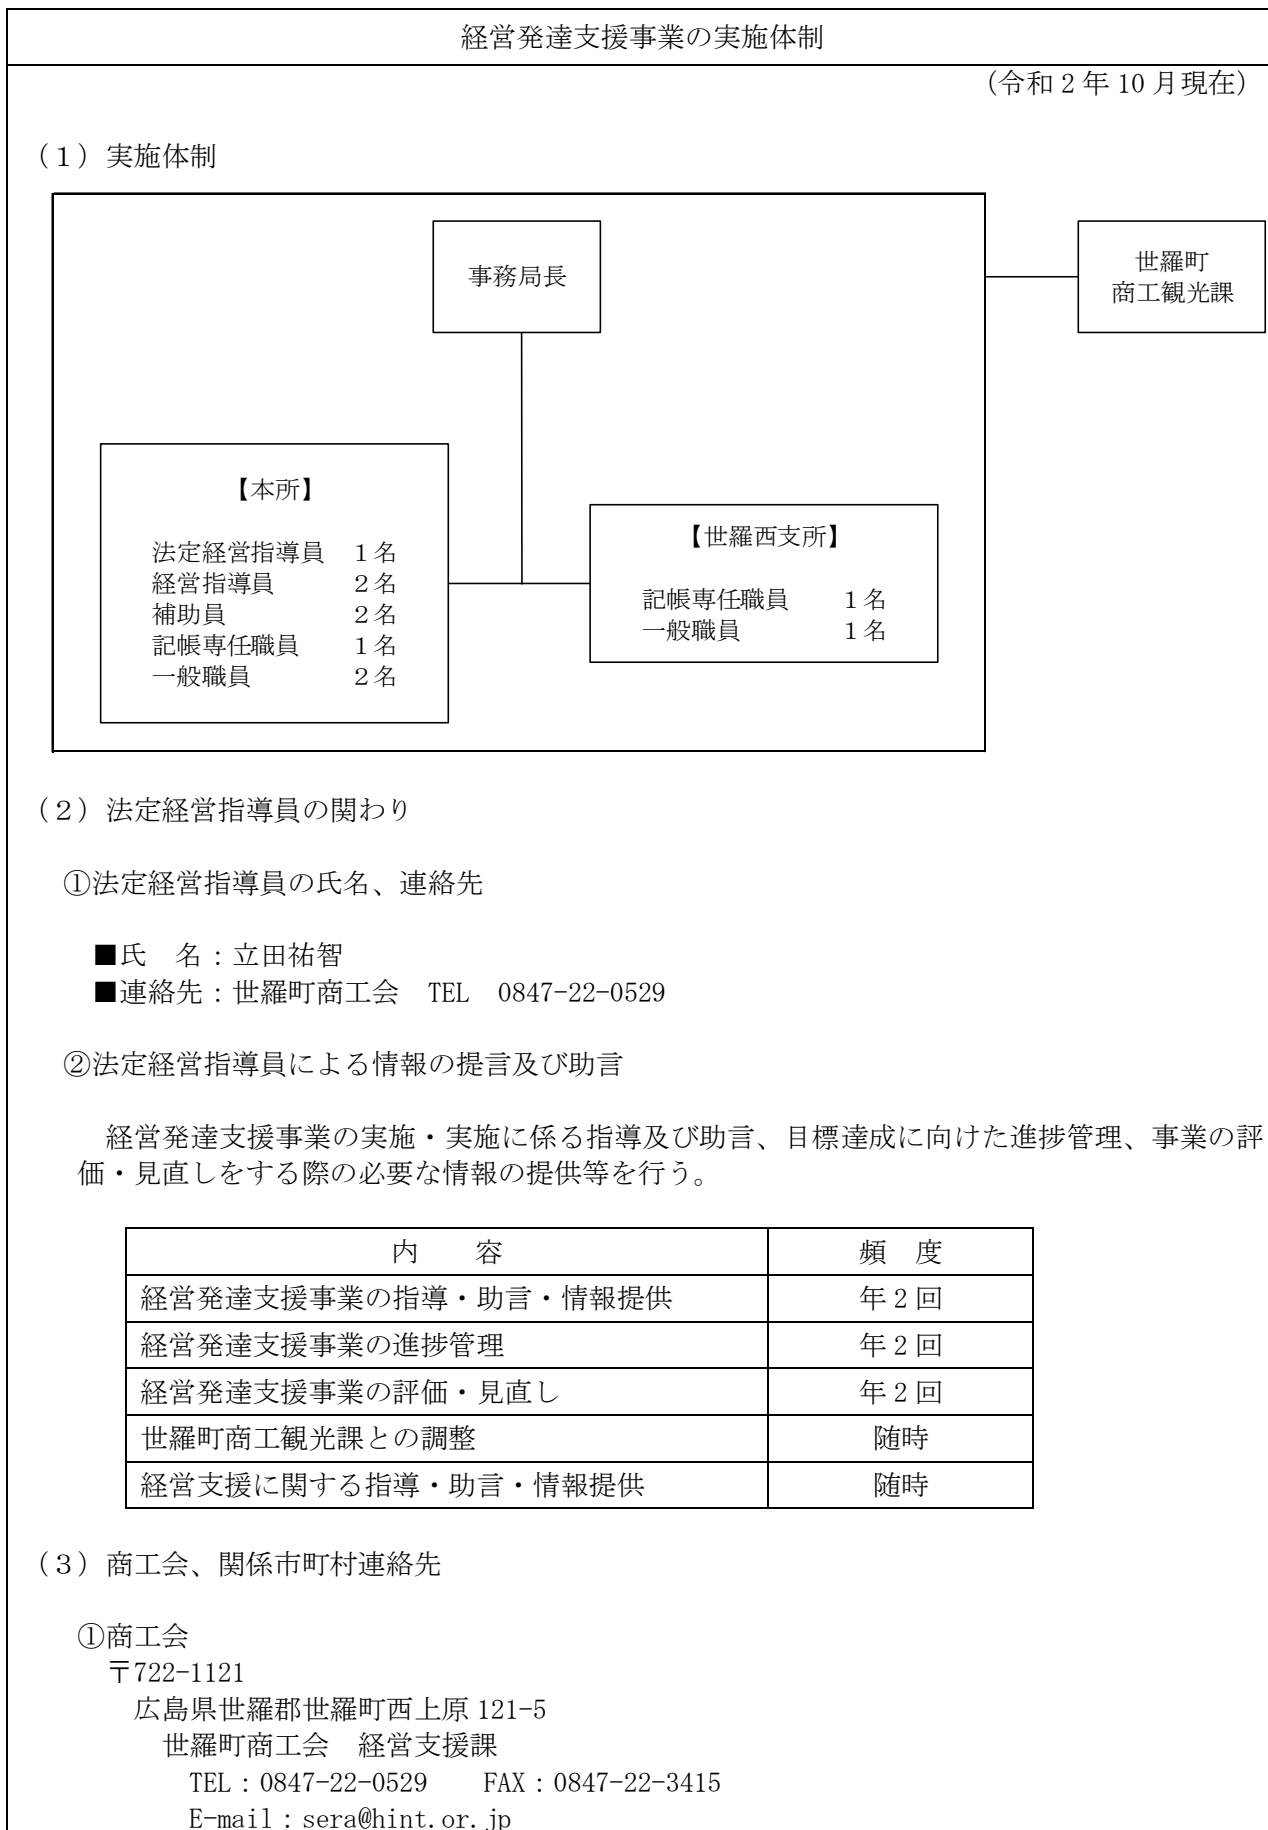 経営発達支援事業の実施体制
（令和２年 10 月現在）
（１）実施体制
事務局長
世羅町
商工観光課
【本所】
法定経営指導員　１名
経営指導員　２名
補助員　２名
記帳専任職員　１名
一般職員　２名
【世羅西支所】
記帳専任職員　１名
一般職員　１名
（２）法定経営指導員の関わり
①法定経営指導員の氏名、連絡先
■氏　名：立田祐智
■連絡先：世羅町商工会　TEL　0847-22-0529
②法定経営指導員による情報の提言及び助言
経営発達支援事業の実施・実施に係る指導及び助言、目標達成に向けた進捗管理、事業の評
価・見直しをする際の必要な情報の提供等を行う。
内　　容　頻　度
経営発達支援事業の指導・助言・情報提供　年２回
経営発達支援事業の進捗管理　年２回
経営発達支援事業の評価・見直し　年２回
世羅町商工観光課との調整　随時
経営支援に関する指導・助言・情報提供　随時
（３）商工会、関係市町村連絡先
①商工会
〒722-1121
広島県世羅郡世羅町西上原 121-5
世羅町商工会　経営支援課
TEL：0847-22-0529　FAX：0847-22-3415
E-mail：sera@hint.or.jp